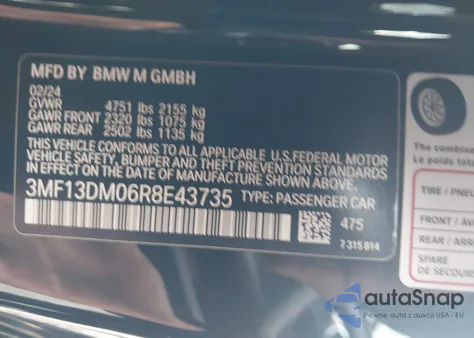 MFD BY BMW M GMBH
02/24
GVWR 4751 lbs 2155 kg
GAWR FRONT 2320 lbs 1075 kg
GAWR REAR 2502 lbs 1135 kg
THIS VEHICLE CONFORMS TO ALL APPLICABLE U.S. FEDERAL MOTOR
VEHICLE SAFETY, BUMPER AND THEFT PREVENTION STANDARDS
IN EFFECT ON THE DATE OF MANUFACTURE SHOWN ABOVE.
3MF13DM06R8E43735 TYPE: PASSENGER CAR
475
7 315 814
The combined
Le poids total
TIRE / PNEU
FRONT / AV
REAR / ARR
SPARE
DE SECOURS
autoSnap
Pewne auto z aukcji USA i EU